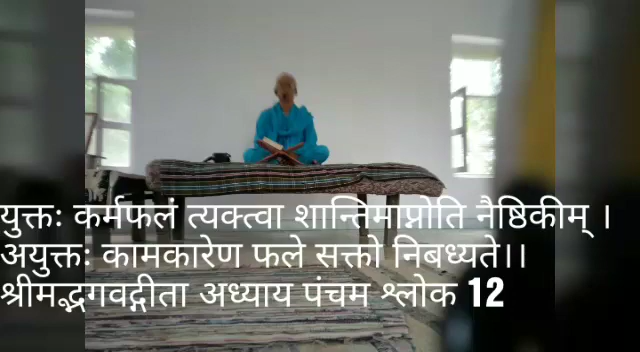 युक्तः कर्मफलं त्यक्त्वा शान्तिमाप्नोति नैष्ठिकीम् ।
अयुक्तः कामकारेण फले सक्तो निबध्यते।।
श्रीमद्भगवद्गीता अध्याय पंचम श्लोक 12